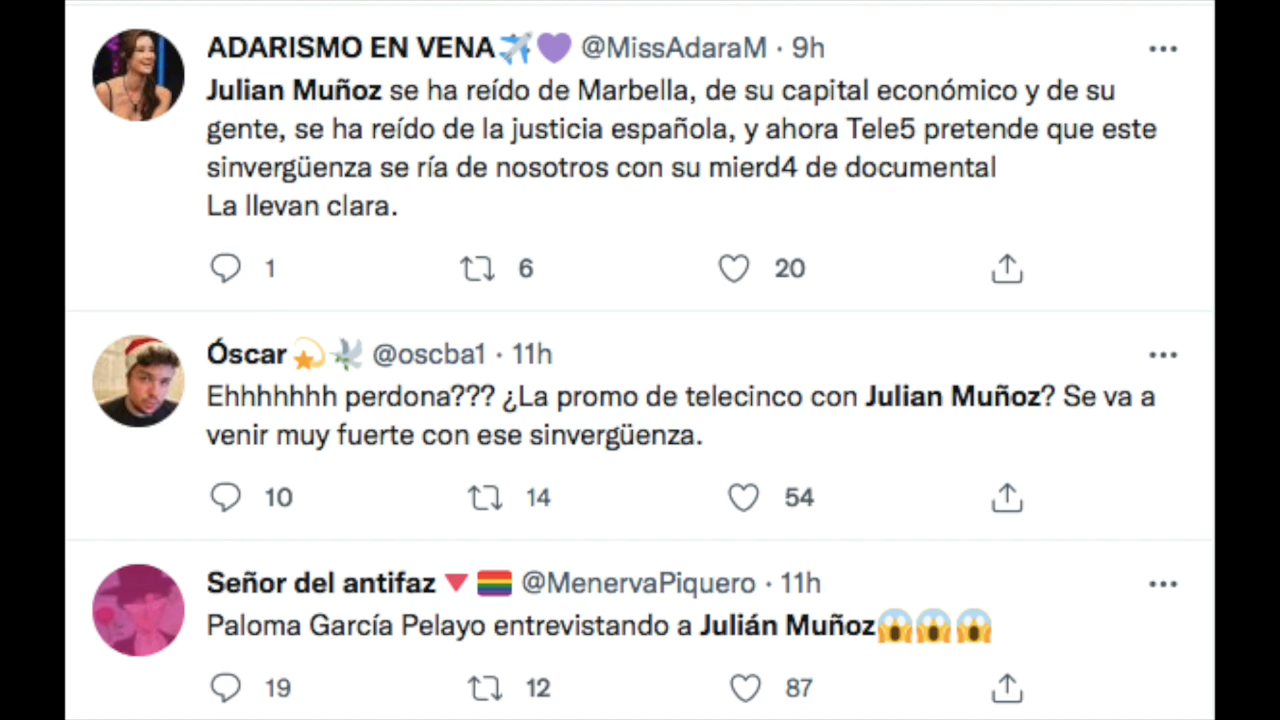 ADARISMO EN VENA✈️💜 @MissAdaraM · 9h
Julian Muñoz se ha reído de Marbella, de su capital económico y de su
gente, se ha reído de la justicia española, y ahora Tele5 pretende que este
sinvergüenza se ría de nosotros con su mierd4 de documental
La llevan clara.
1 6 20
Óscar 💫🕊️ @oscba1 · 11h
Ehhhhhhh perdona??? ¿La promo de telecinco con Julian Muñoz? Se va a
venir muy fuerte con ese sinvergüenza.
10 14 54
Señor del antifaz🔻🏳️‍🌈 @MenervaPiquero · 11h
Paloma García Pelayo entrevistando a Julián Muñoz😱😱😱
19 12 87